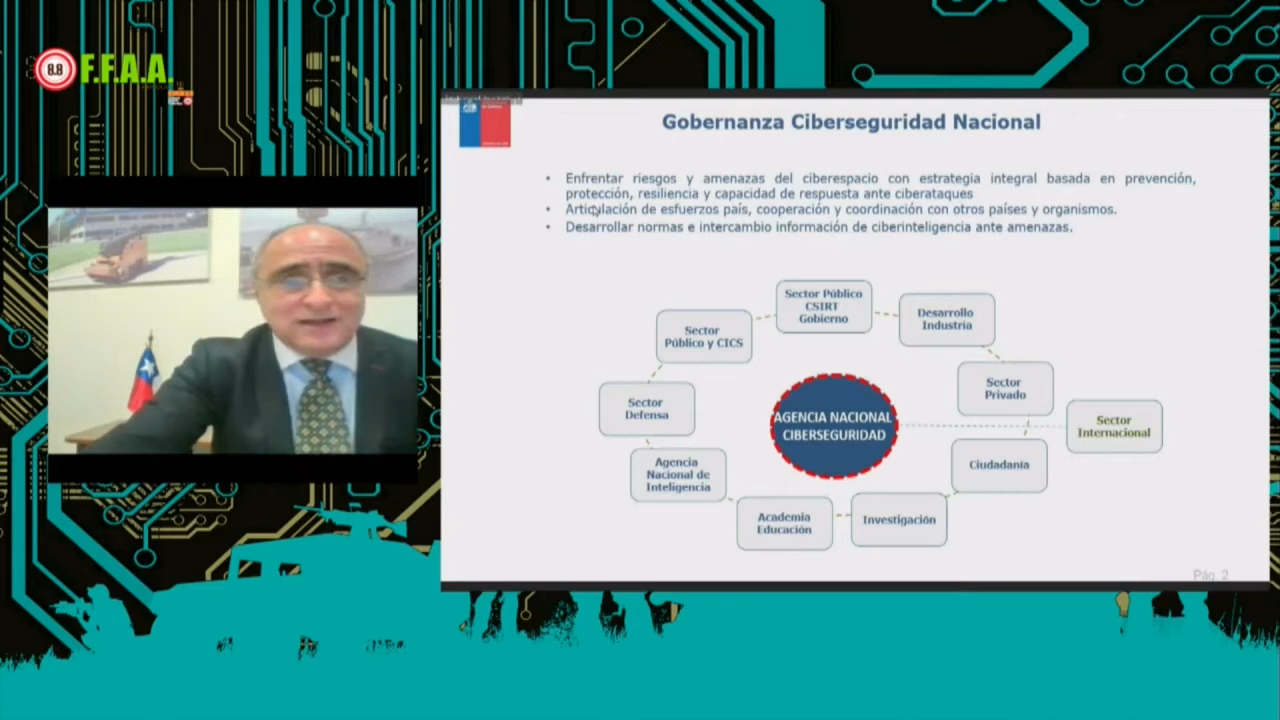 8.8 F.F.A.A.
Gobernanza Ciberseguridad Nacional
• Enfrentar riesgos y amenazas del ciberespacio con estrategia integral basada en prevención,
protección, resiliencia y capacidad de respuesta ante ciberataques
• Articulación de esfuerzos país, cooperación y coordinación con otros países y organismos.
• Desarrollar normas e intercambio información de ciberinteligencia ante amenazas.
Sector Público
CSIRT
Gobierno
Desarrollo
Industria
Sector
Privado
Sector
Internacional
Ciudadanía
Investigación
Academia
Educación
Agencia
Nacional de
Inteligencia
Sector
Defensa
Sector
Público y CICS
AGENCIA NACIONAL
CIBERSEGURIDAD
Pág. 2